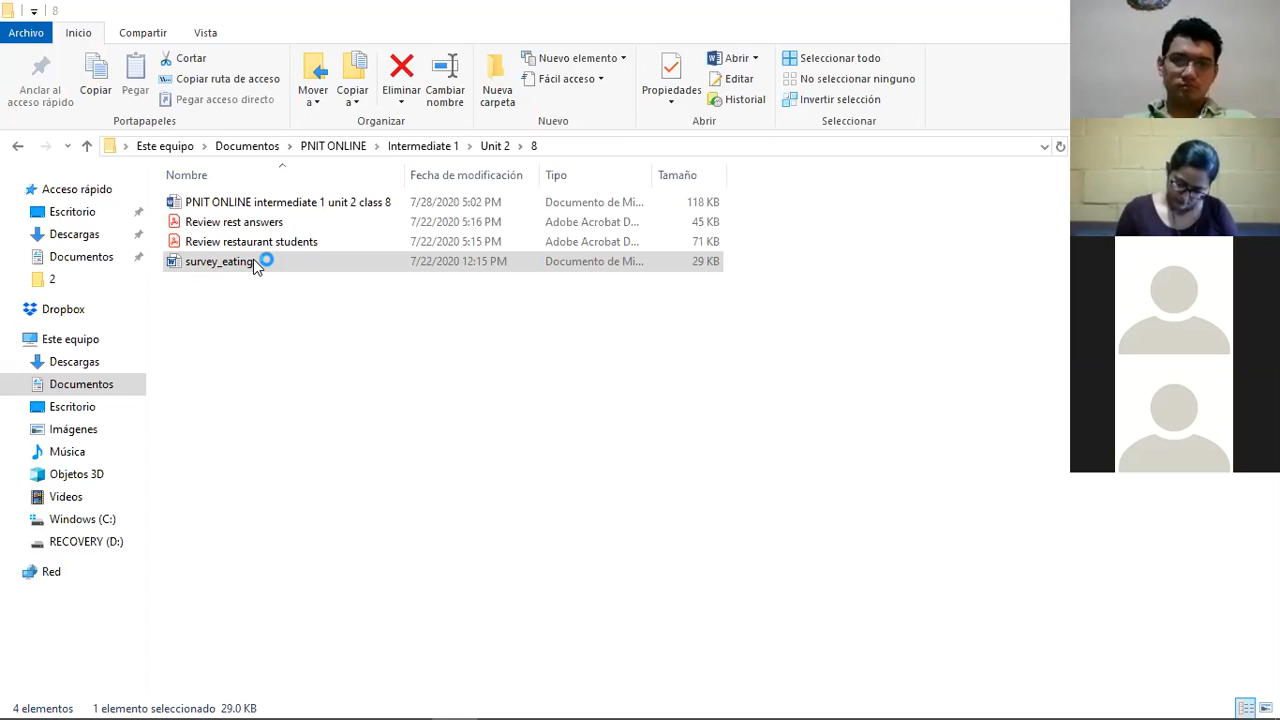 8
Archivo Inicio Compartir Vista
Anclar al acceso rápido
Copiar
Pegar
Cortar
Copiar ruta de acceso
Pegar acceso directo
Portapapeles
Mover a
Copiar a
Eliminar
Cambiar nombre
Organizar
Nueva carpeta
Nuevo elemento
Fácil acceso
Nuevo
Propiedades
Abrir
Editar
Historial
Abrir
Seleccionar todo
No seleccionar ninguno
Invertir selección
Seleccionar
Este equipo > Documentos > PNIT ONLINE > Intermediate 1 > Unit 2 > 8
Nombre Fecha de modificación Tipo Tamaño
PNIT ONLINE intermediate 1 unit 2 class 8 7/28/2020 5:02 PM Documento de Mi... 118 KB
Review rest answers 7/22/2020 5:16 PM Adobe Acrobat D... 45 KB
Review restaurant students 7/22/2020 5:15 PM Adobe Acrobat D... 71 KB
survey_eating 7/22/2020 12:15 PM Documento de Mi... 29 KB
Acceso rápido
Escritorio
Descargas
Documentos
2
Dropbox
Este equipo
Descargas
Documentos
Escritorio
Imágenes
Música
Objetos 3D
Videos
Windows (C:)
RECOVERY (D:)
Red
4 elementos 1 elemento seleccionado 29.0 KB